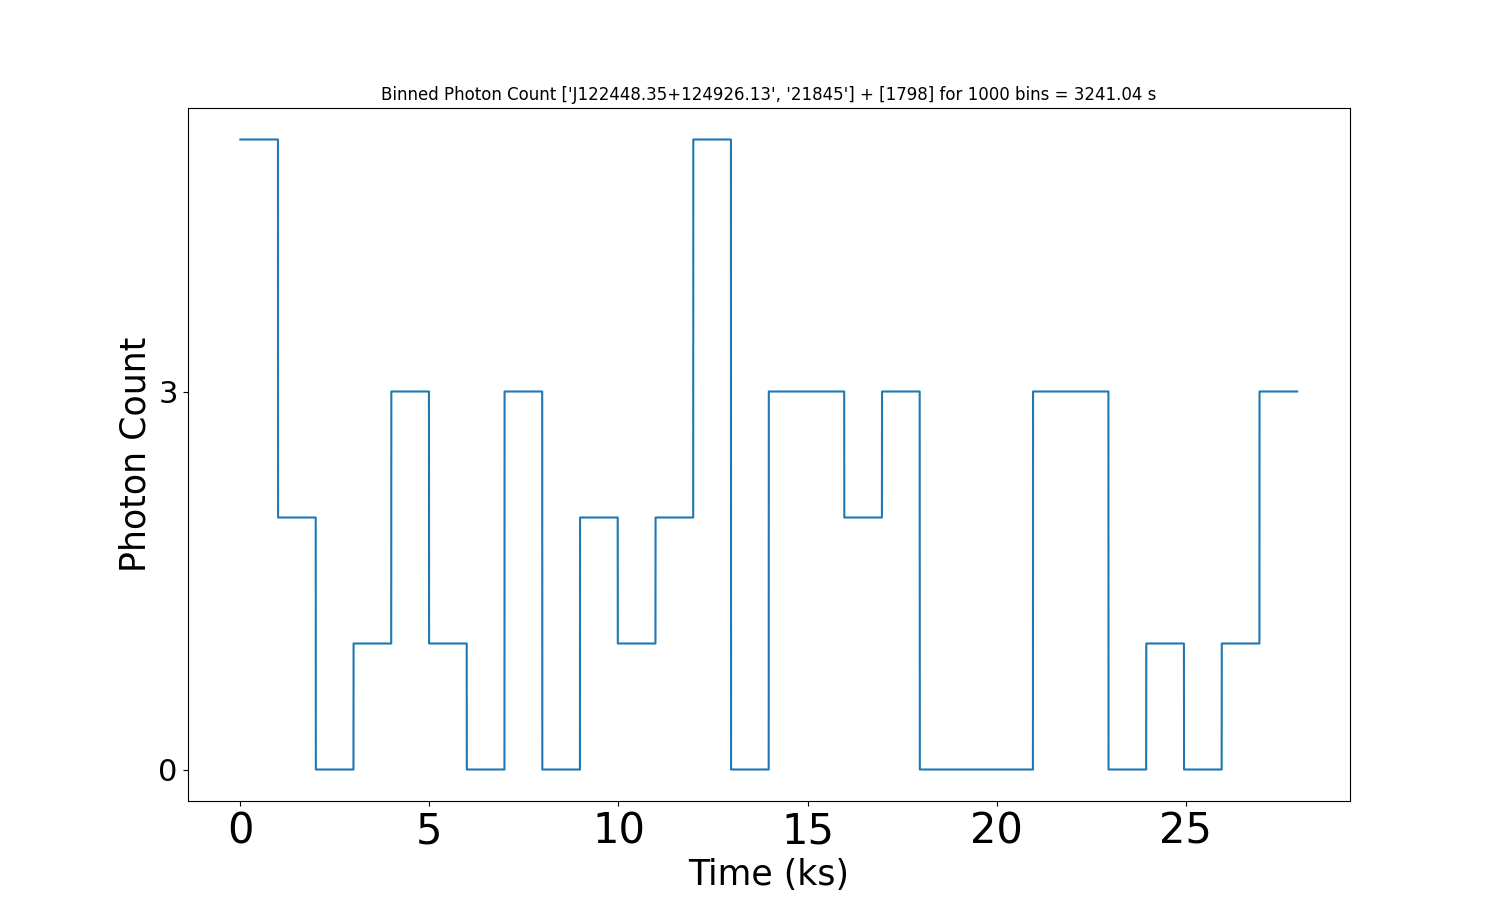 Binned Photon Count ['J122448.35+124926.13', '21845'] + [1798] for 1000 bins = 3241.04 s
Photon Count
3
0
0 5 10 15 20 25
Time (ks)